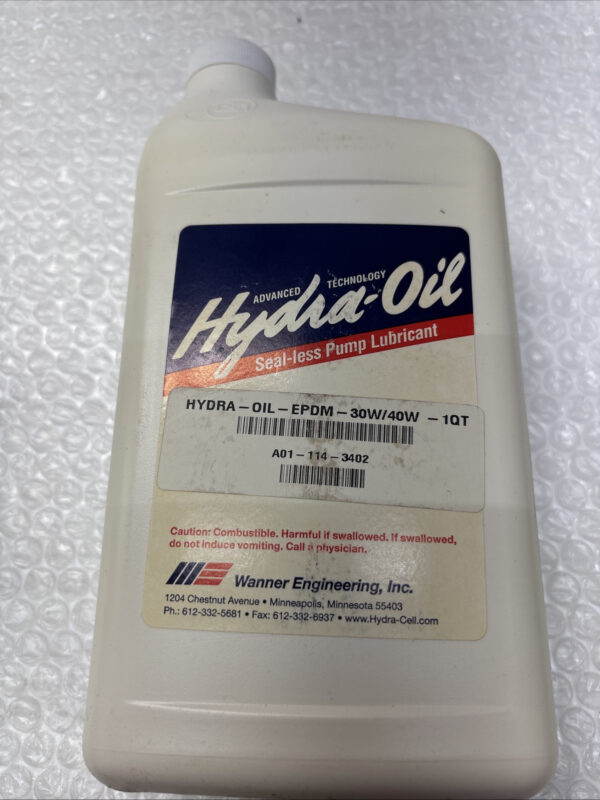 ADVANCED TECHNOLOGY
Hydra-Oil
Seal-less Pump Lubricant
HYDRA-OIL-EPDM-30W/40W -1QT
A01-114-3402
Caution: Combustible. Harmful if swallowed. If swallowed,
do not induce vomiting. Call a physician.
Wanner Engineering, Inc.
1204 Chestnut Avenue • Minneapolis, Minnesota 55403
Ph.: 612-332-5681 • Fax: 612-332-6937 • www.Hydra-Cell.com